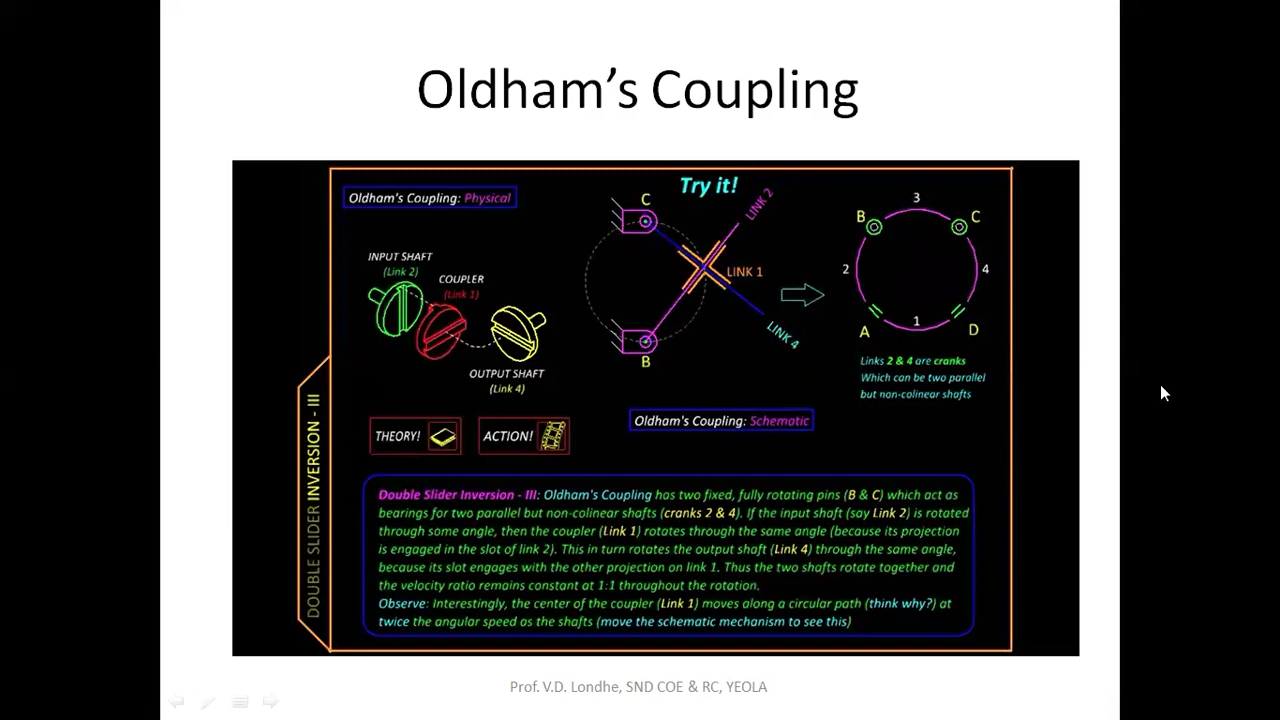 Oldham's Coupling
Oldham's Coupling: Physical
Try it!
INPUT SHAFT
(Link 2)
COUPLER
(Link 1)
OUTPUT SHAFT
(Link 4)
THEORY!
ACTION!
C
LINK 2
LINK 1
LINK 4
B
Oldham's Coupling: Schematic
3
B
C
2
4
A
1
D
Links 2 & 4 are cranks
Which can be two parallel
but non-colinear shafts
DOUBLE SLIDER INVERSION - III
Double Slider Inversion - III: Oldham's Coupling has two fixed, fully rotating pins (B & C) which act as
bearings for two parallel but non-colinear shafts (cranks 2 & 4). If the input shaft (say Link 2) is rotated
through some angle, then the coupler (Link 1) rotates through the same angle (because its projection
is engaged in the slot of link 2). This in turn rotates the output shaft (Link 4) through the same angle,
because its slot engages with the other projection on link 1. Thus the two shafts rotate together and
the velocity ratio remains constant at 1:1 throughout the rotation.
Observe: Interestingly, the center of the coupler (Link 1) moves along a circular path (think why?) at
twice the angular speed as the shafts (move the schematic mechanism to see this)
Prof. V.D. Londhe, SND COE & RC, YEOLA